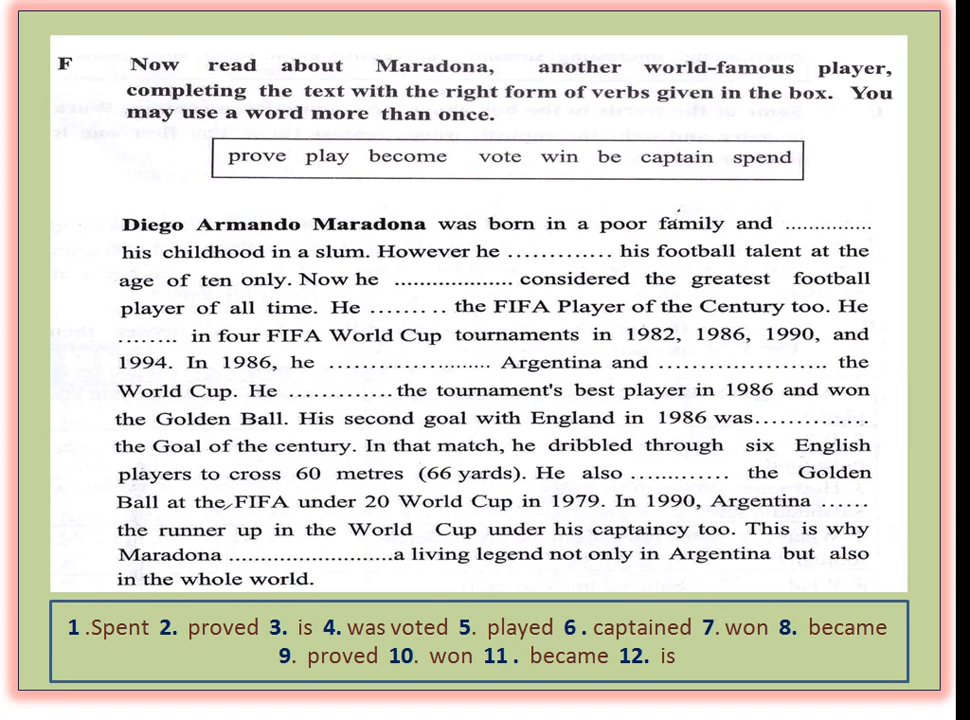 F Now read about Maradona, another world-famous player,
completing the text with the right form of verbs given in the box. You
may use a word more than once.
prove play become vote win be captain spend
Diego Armando Maradona was born in a poor family and ...............
his childhood in a slum. However he ............. his football talent at the
age of ten only. Now he .................... considered the greatest football
player of all time. He ......... the FIFA Player of the Century too. He
........ in four FIFA World Cup tournaments in 1982, 1986, 1990, and
1994. In 1986, he ........................... Argentina and ..................... the
World Cup. He ............. the tournament's best player in 1986 and won
the Golden Ball. His second goal with England in 1986 was..............
the Goal of the century. In that match, he dribbled through six English
players to cross 60 metres (66 yards). He also ............. the Golden
Ball at the FIFA under 20 World Cup in 1979. In 1990, Argentina ......
the runner up in the World Cup under his captaincy too. This is why
Maradona ...........................a living legend not only in Argentina but also
in the whole world.
1 .Spent 2. proved 3. is 4. was voted 5. played 6 . captained 7. won 8. became
9. proved 10. won 11 . became 12. is